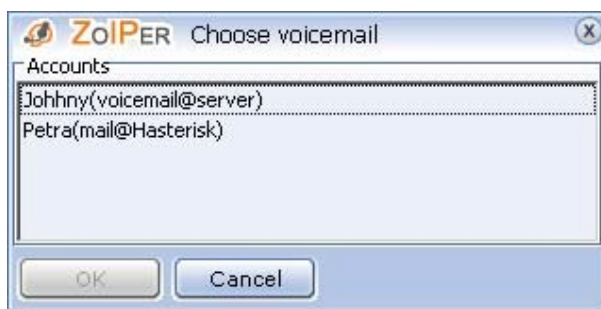 ZoIPER Choose voicemail
Accounts
Johhny(voicemail@server)
Petra(mail@Hasterisk)
OK Cancel